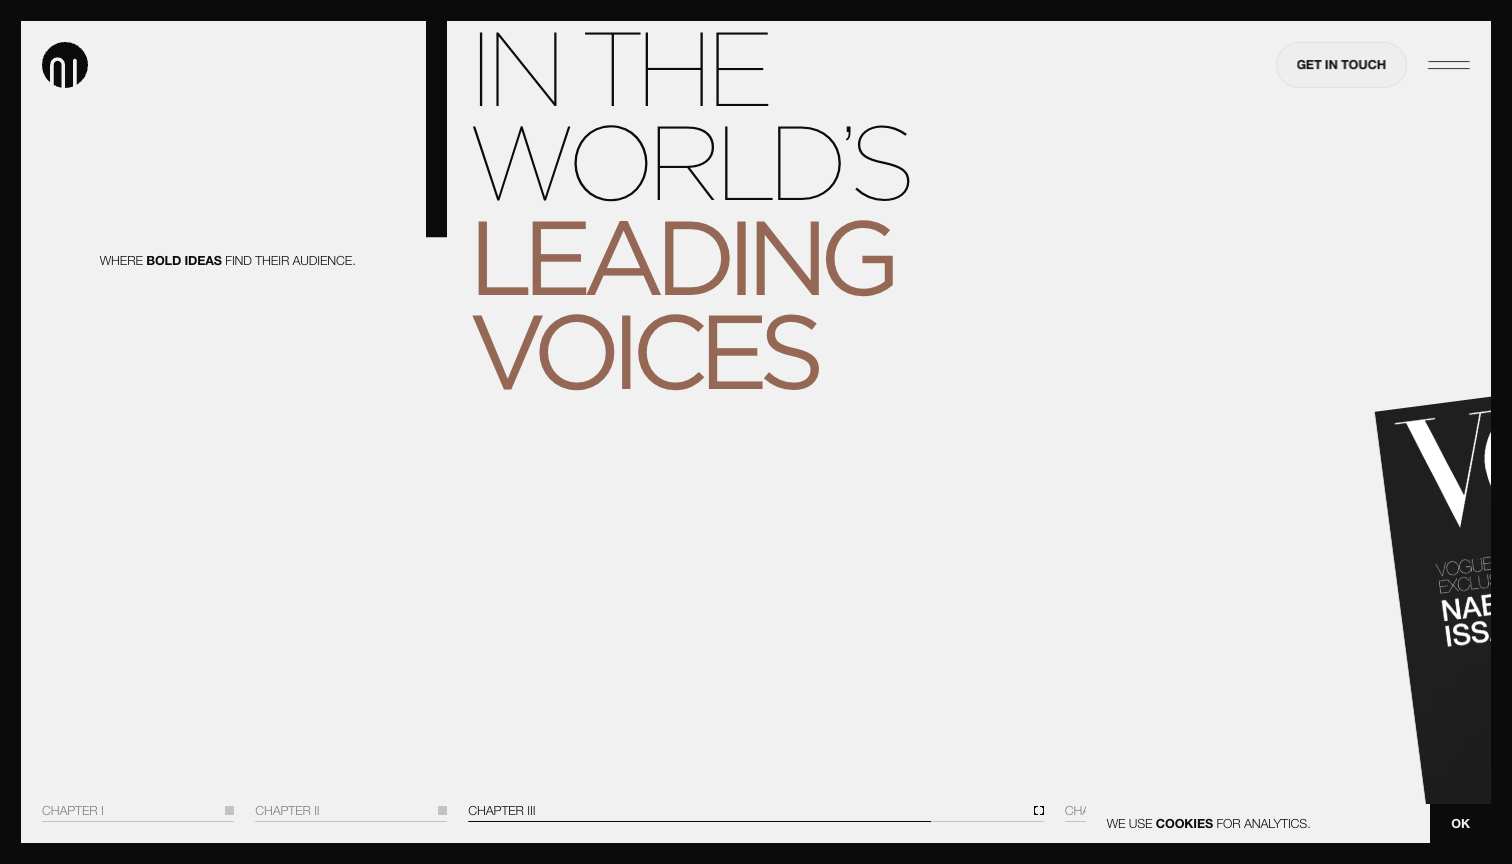 IN THE
WORLD’S
LEADING
VOICES
GET IN TOUCH
WHERE BOLD IDEAS FIND THEIR AUDIENCE.
VOGUE
CHAPTER I
CHAPTER II
CHAPTER III
WE USE COOKIES FOR ANALYTICS.
OK